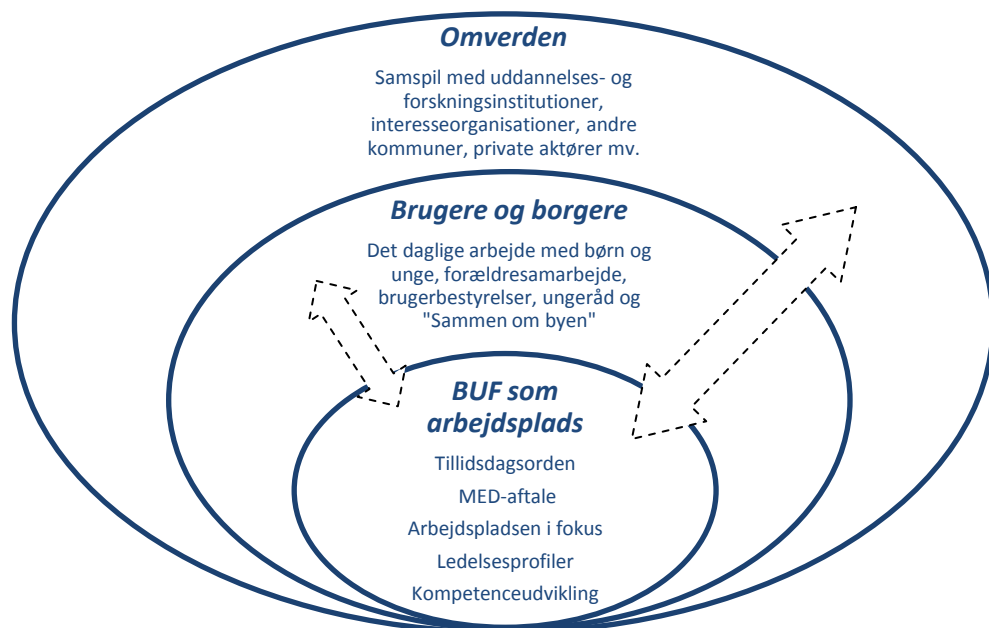 Omverden
Samspil med uddannelses- og
forskningsinstitutioner,
interesseorganisationer, andre
kommuner, private aktører mv.
Brugere og borgere
Det daglige arbejde med børn og
unge, forældresamarbejde,
brugerbestyrelser, ungeråd og
"Sammen om byen"
BUF som
arbejdsplads
Tillidsdagsorden
MED-aftale
Arbejdspladsen i fokus
Ledelsesprofiler
Kompetenceudvikling